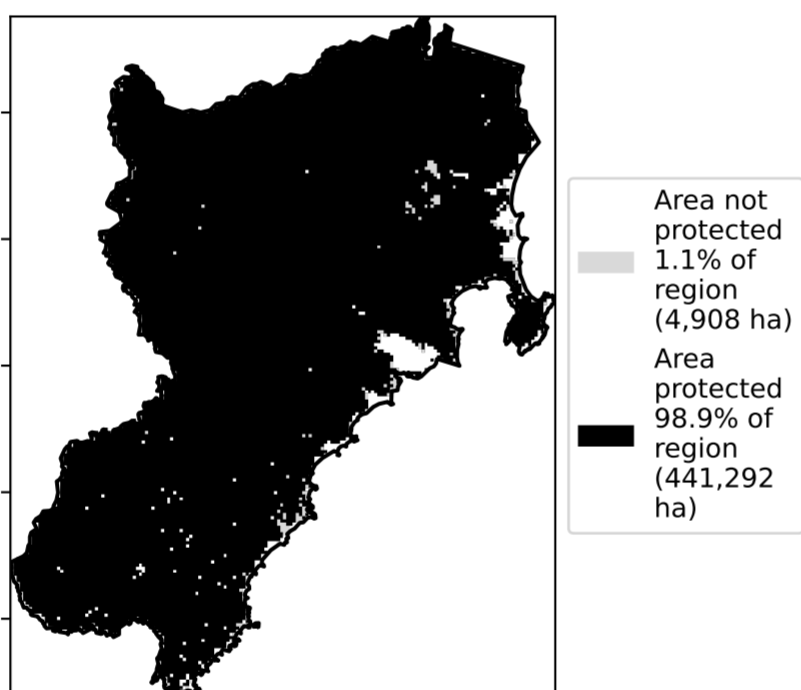 Area not
protected
1.1% of
region
(4,908 ha)
Area
protected
98.9% of
region
(441,292
ha)